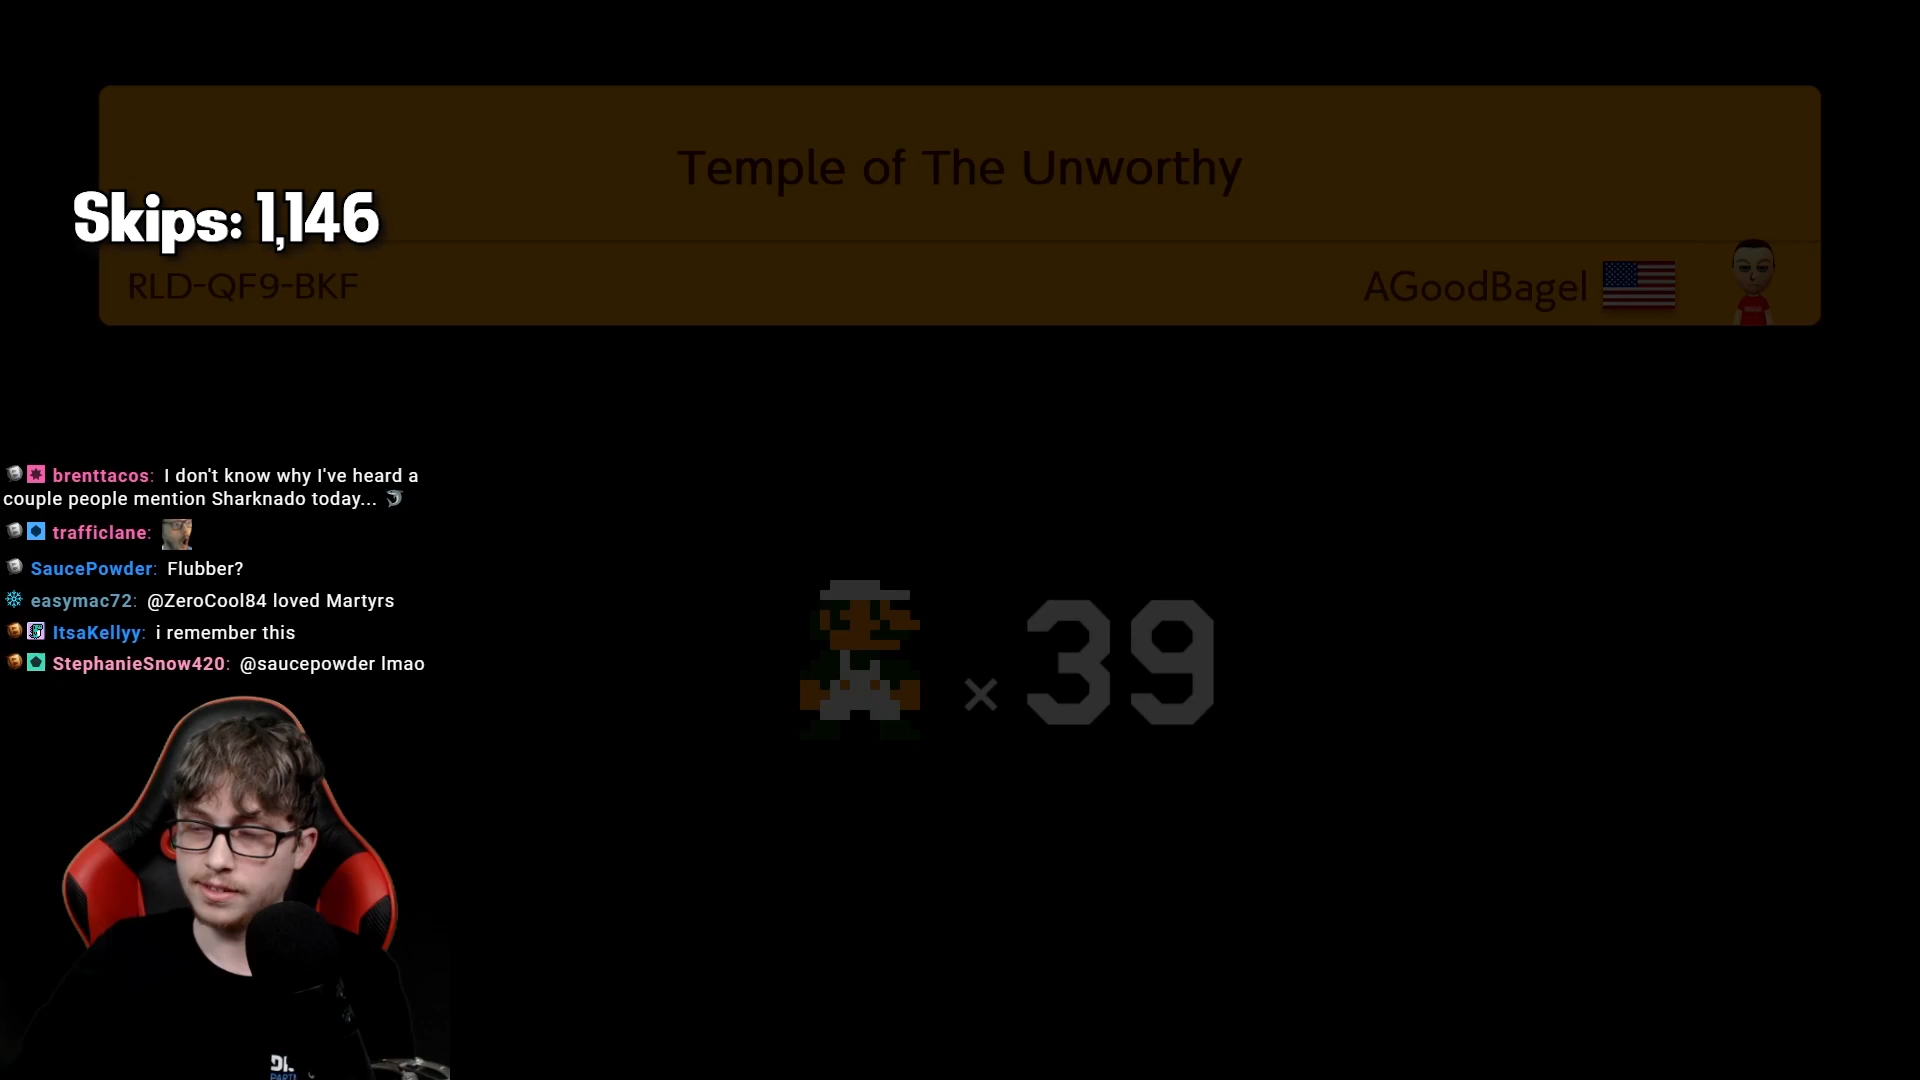 Temple of The Unworthy
Skips: 1,146
RLD-QF9-BKF
AGoodBagel
brenttacos: I don't know why I've heard a
couple people mention Sharknado today...
trafficlane:
SaucePowder: Flubber?
easymac72: @ZeroCool84 loved Martyrs
ItsaKellyy: i remember this
StephanieSnow420: @saucepowder lmao
× 39